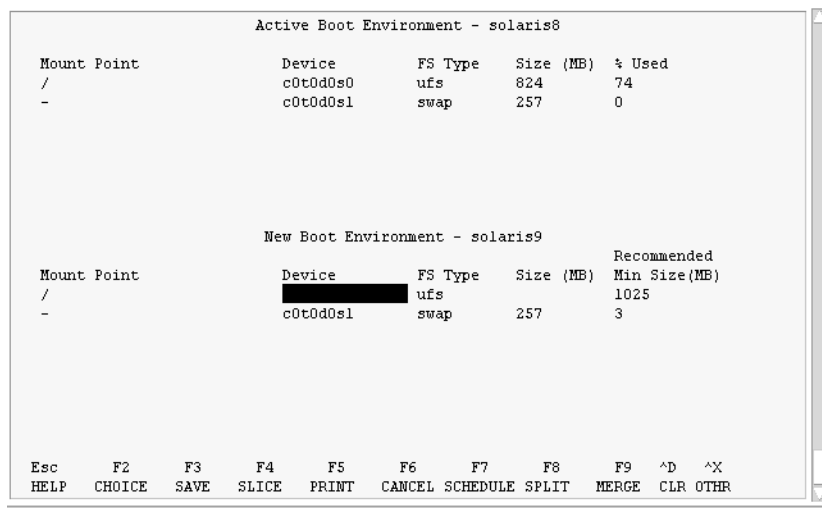 Active Boot Environment - solaris8
Mount Point Device FS Type Size (MB) % Used
/ c0t0d0s0 ufs 824 74
- c0t0d0s1 swap 257 0
New Boot Environment - solaris9
Recommended
Mount Point Device FS Type Size (MB) Min Size(MB)
/ ufs 1025
- c0t0d0s1 swap 257 3
Esc F2 F3 F4 F5 F6 F7 F8 F9 ^D ^X
HELP CHOICE SAVE SLICE PRINT CANCEL SCHEDULE SPLIT MERGE CLR OTHR